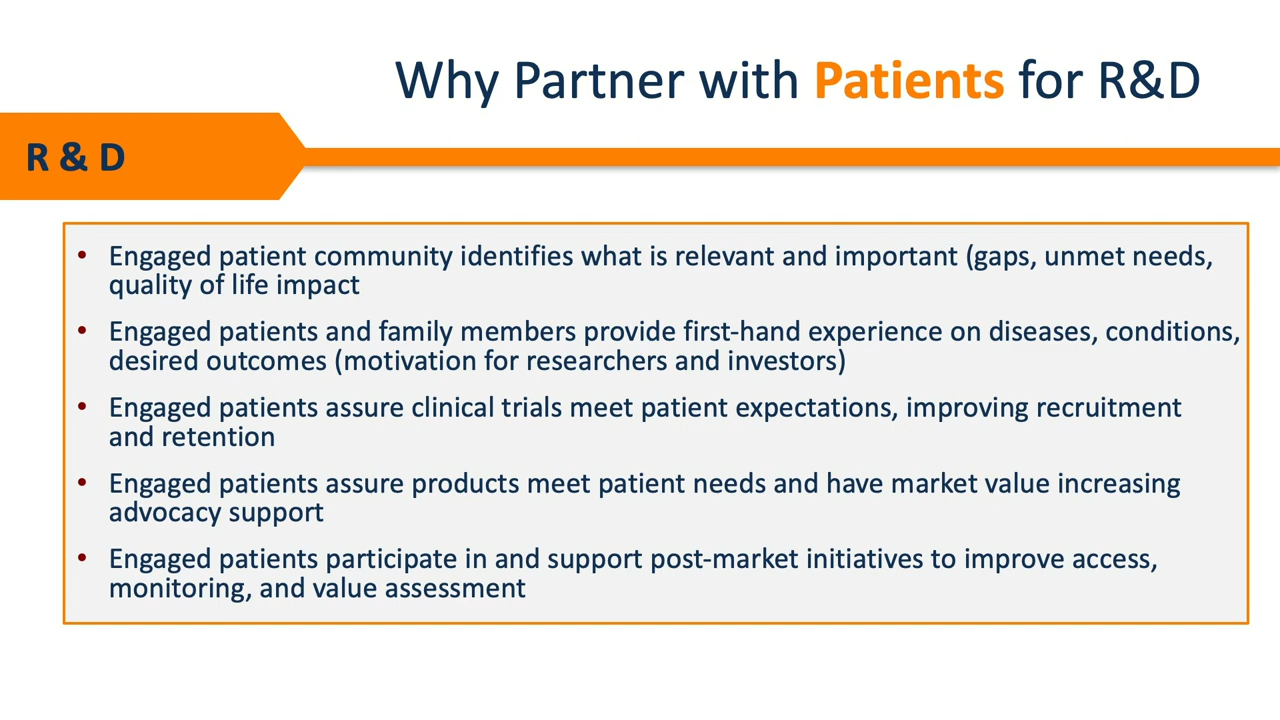 Why Partner with Patients for R&D
R & D
• Engaged patient community identifies what is relevant and important (gaps, unmet needs,
quality of life impact
• Engaged patients and family members provide first-hand experience on diseases, conditions,
desired outcomes (motivation for researchers and investors)
• Engaged patients assure clinical trials meet patient expectations, improving recruitment
and retention
• Engaged patients assure products meet patient needs and have market value increasing
advocacy support
• Engaged patients participate in and support post-market initiatives to improve access,
monitoring, and value assessment